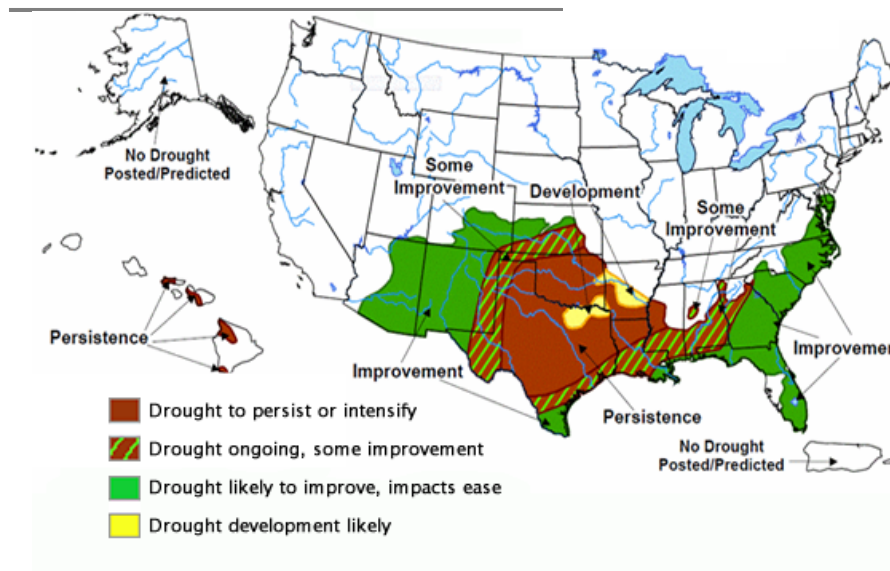 No Drought
Posted/Predicted
Some
Improvement
Development
Some
Improvement
Persistence
Improvement
Improvemen
Persistence
No Drought
Posted/Predicted
Drought to persist or intensify
Drought ongoing, some improvement
Drought likely to improve, impacts ease
Drought development likely